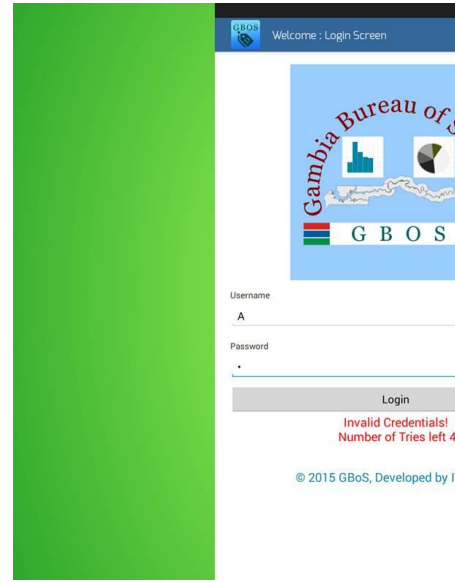 GBOS
Welcome : Login Screen
Gambia Bureau of
G B O S
Username
A
Password
Login
Invalid Credentials!
Number of Tries left 4
© 2015 GBoS, Developed by